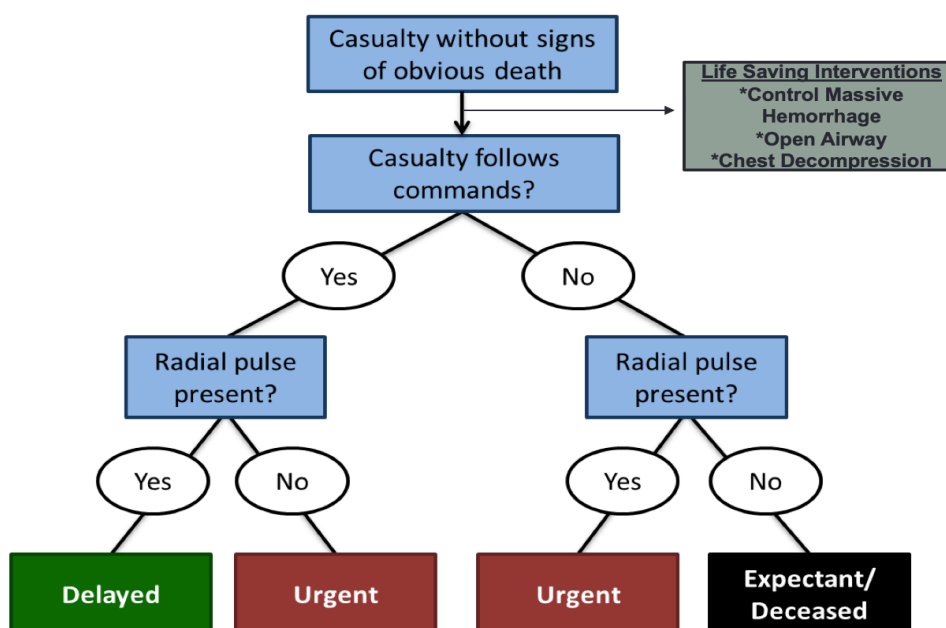 Casualty without signs
of obvious death
Life Saving Interventions
*Control Massive
Hemorrhage
*Open Airway
*Chest Decompression
Casualty follows
commands?
Yes
No
Radial pulse
present?
Radial pulse
present?
Yes
No
Yes
No
Delayed
Urgent
Urgent
Expectant/
Deceased